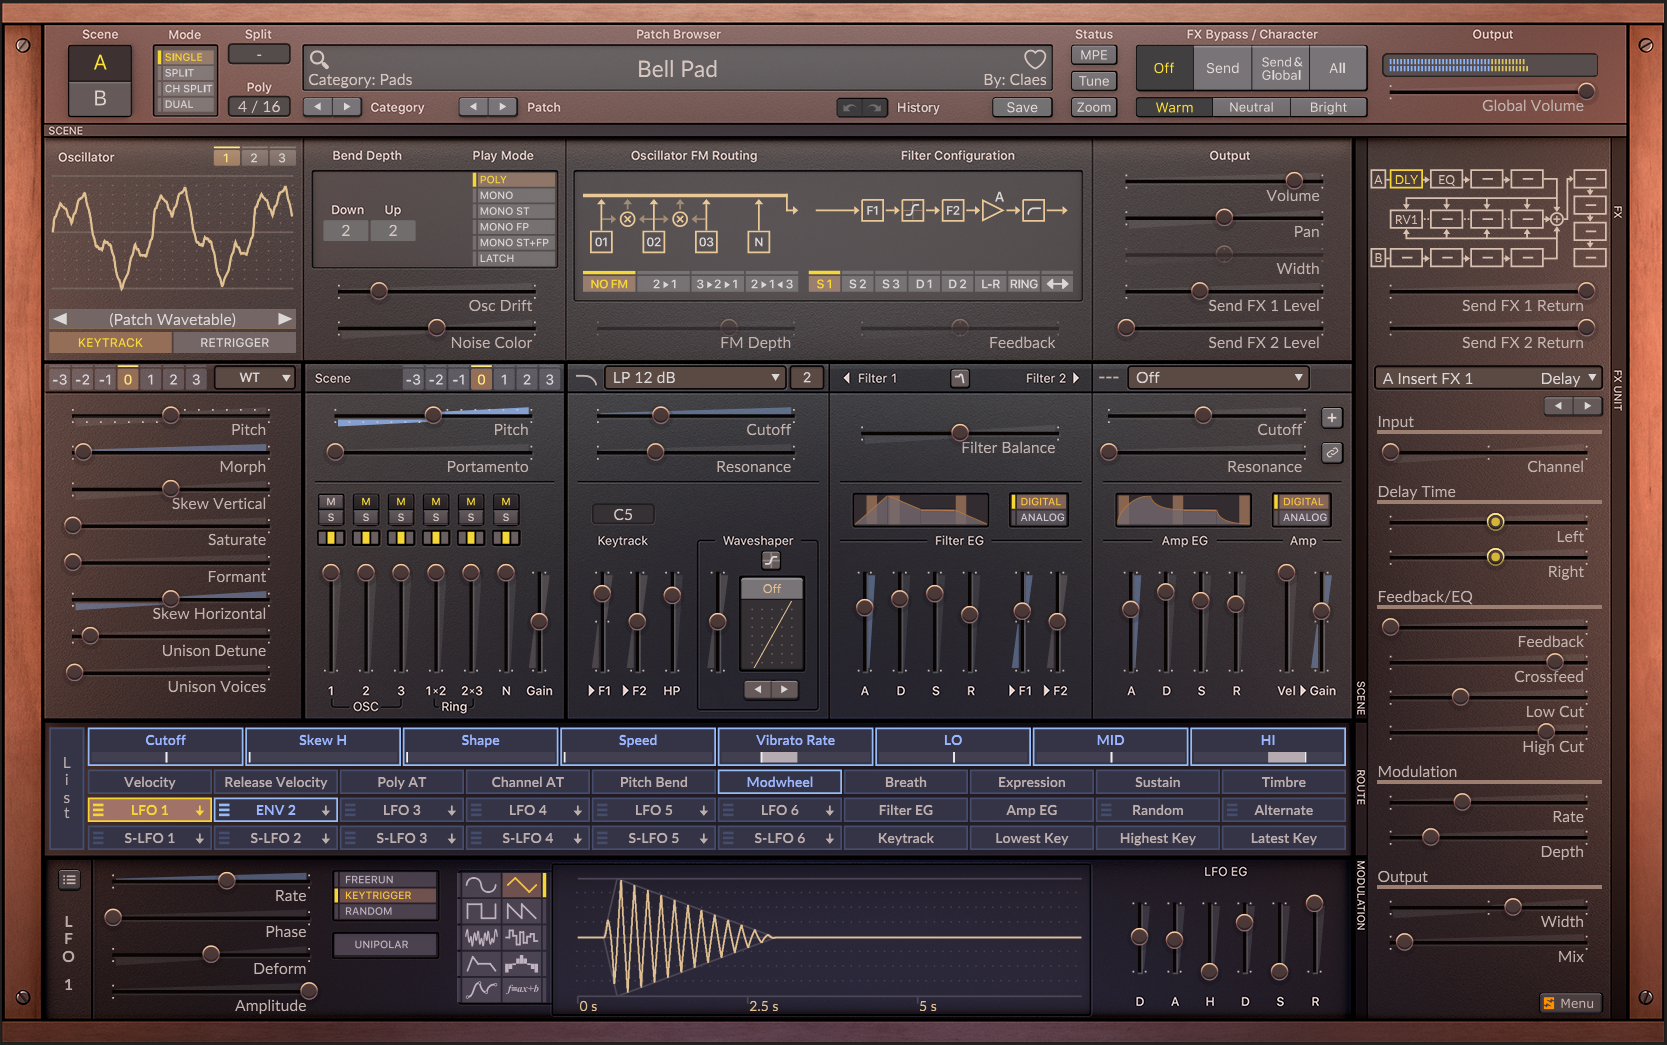 Scene
Mode
Split
Patch Browser
Status
FX Bypass / Character
Output
A
B
SINGLE
SPLIT
CH SPLIT
DUAL
-
Poly
4 / 16
Category: Pads
Bell Pad
By: Claes
Category
Patch
History
Save
MPE
Tune
Zoom
Off
Send
Send & Global
All
Warm
Neutral
Bright
Global Volume
SCENE
Oscillator
1 2 3
(Patch Wavetable)
KEYTRACK
RETRIGGER
Bend Depth
Play Mode
Down
Up
2
2
POLY
MONO
MONO ST
MONO FP
MONO ST+FP
LATCH
Osc Drift
Noise Color
Oscillator FM Routing
Filter Configuration
01
02
03
N
F1
F2
A
NO FM
2▸1
3▸2▸1
2▸1◂3
S 1
S 2
S 3
D 1
D 2
L-R
RING
FM Depth
Feedback
Output
Volume
Pan
Width
Send FX 1 Level
Send FX 2 Level
A
DLY
EQ
RV1
B
FX
Send FX 1 Return
Send FX 2 Return
-3 -2 -1 0 1 2 3
WT
Pitch
Morph
Skew Vertical
Saturate
Formant
Skew Horizontal
Unison Detune
Unison Voices
Scene
-3 -2 -1 0 1 2 3
Pitch
Portamento
M M M M M M
S S S S S S
1 2 3 1×2 2×3 N Gain
OSC
Ring
LP 12 dB
2
Cutoff
Resonance
C5
Keytrack
F1 F2 HP
Waveshaper
Off
Filter 1
Filter 2
Filter Balance
DIGITAL
ANALOG
Filter EG
A D S R F1 F2
---
Off
Cutoff
Resonance
+
DIGITAL
ANALOG
Amp EG
Amp
A D S R Vel Gain
SCENE
A Insert FX 1
Delay
FX UNIT
Input
Channel
Delay Time
Left
Right
Feedback/EQ
Feedback
Crossfeed
Low Cut
High Cut
Modulation
Rate
Depth
Output
Width
Mix
Menu
List
Cutoff
Skew H
Shape
Speed
Vibrato Rate
LO
MID
HI
Velocity
Release Velocity
Poly AT
Channel AT
Pitch Bend
Modwheel
Breath
Expression
Sustain
Timbre
LFO 1
ENV 2
LFO 3
LFO 4
LFO 5
LFO 6
Filter EG
Amp EG
Random
Alternate
S-LFO 1
S-LFO 2
S-LFO 3
S-LFO 4
S-LFO 5
S-LFO 6
Keytrack
Lowest Key
Highest Key
Latest Key
ROUTE
LFO 1
Rate
Phase
Deform
Amplitude
FREERUN
KEYTRIGGER
RANDOM
UNIPOLAR
f=ax+b
0 s
2.5 s
5 s
LFO EG
D A H D S R
MODULATION